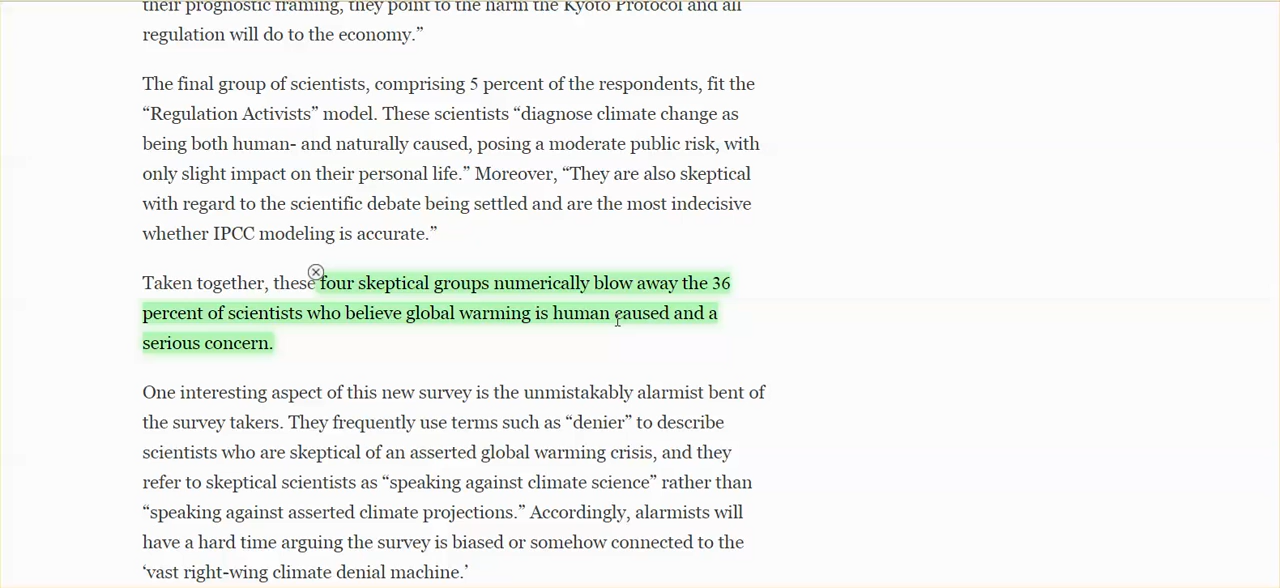 their prognostic framing, they point to the harm the Kyoto Protocol and all
regulation will do to the economy.”
The final group of scientists, comprising 5 percent of the respondents, fit the
“Regulation Activists” model. These scientists “diagnose climate change as
being both human- and naturally caused, posing a moderate public risk, with
only slight impact on their personal life.” Moreover, “They are also skeptical
with regard to the scientific debate being settled and are the most indecisive
whether IPCC modeling is accurate.”
Taken together, these four skeptical groups numerically blow away the 36
percent of scientists who believe global warming is human caused and a
serious concern.
One interesting aspect of this new survey is the unmistakably alarmist bent of
the survey takers. They frequently use terms such as “denier” to describe
scientists who are skeptical of an asserted global warming crisis, and they
refer to skeptical scientists as “speaking against climate science” rather than
“speaking against asserted climate projections.” Accordingly, alarmists will
have a hard time arguing the survey is biased or somehow connected to the
‘vast right-wing climate denial machine.’